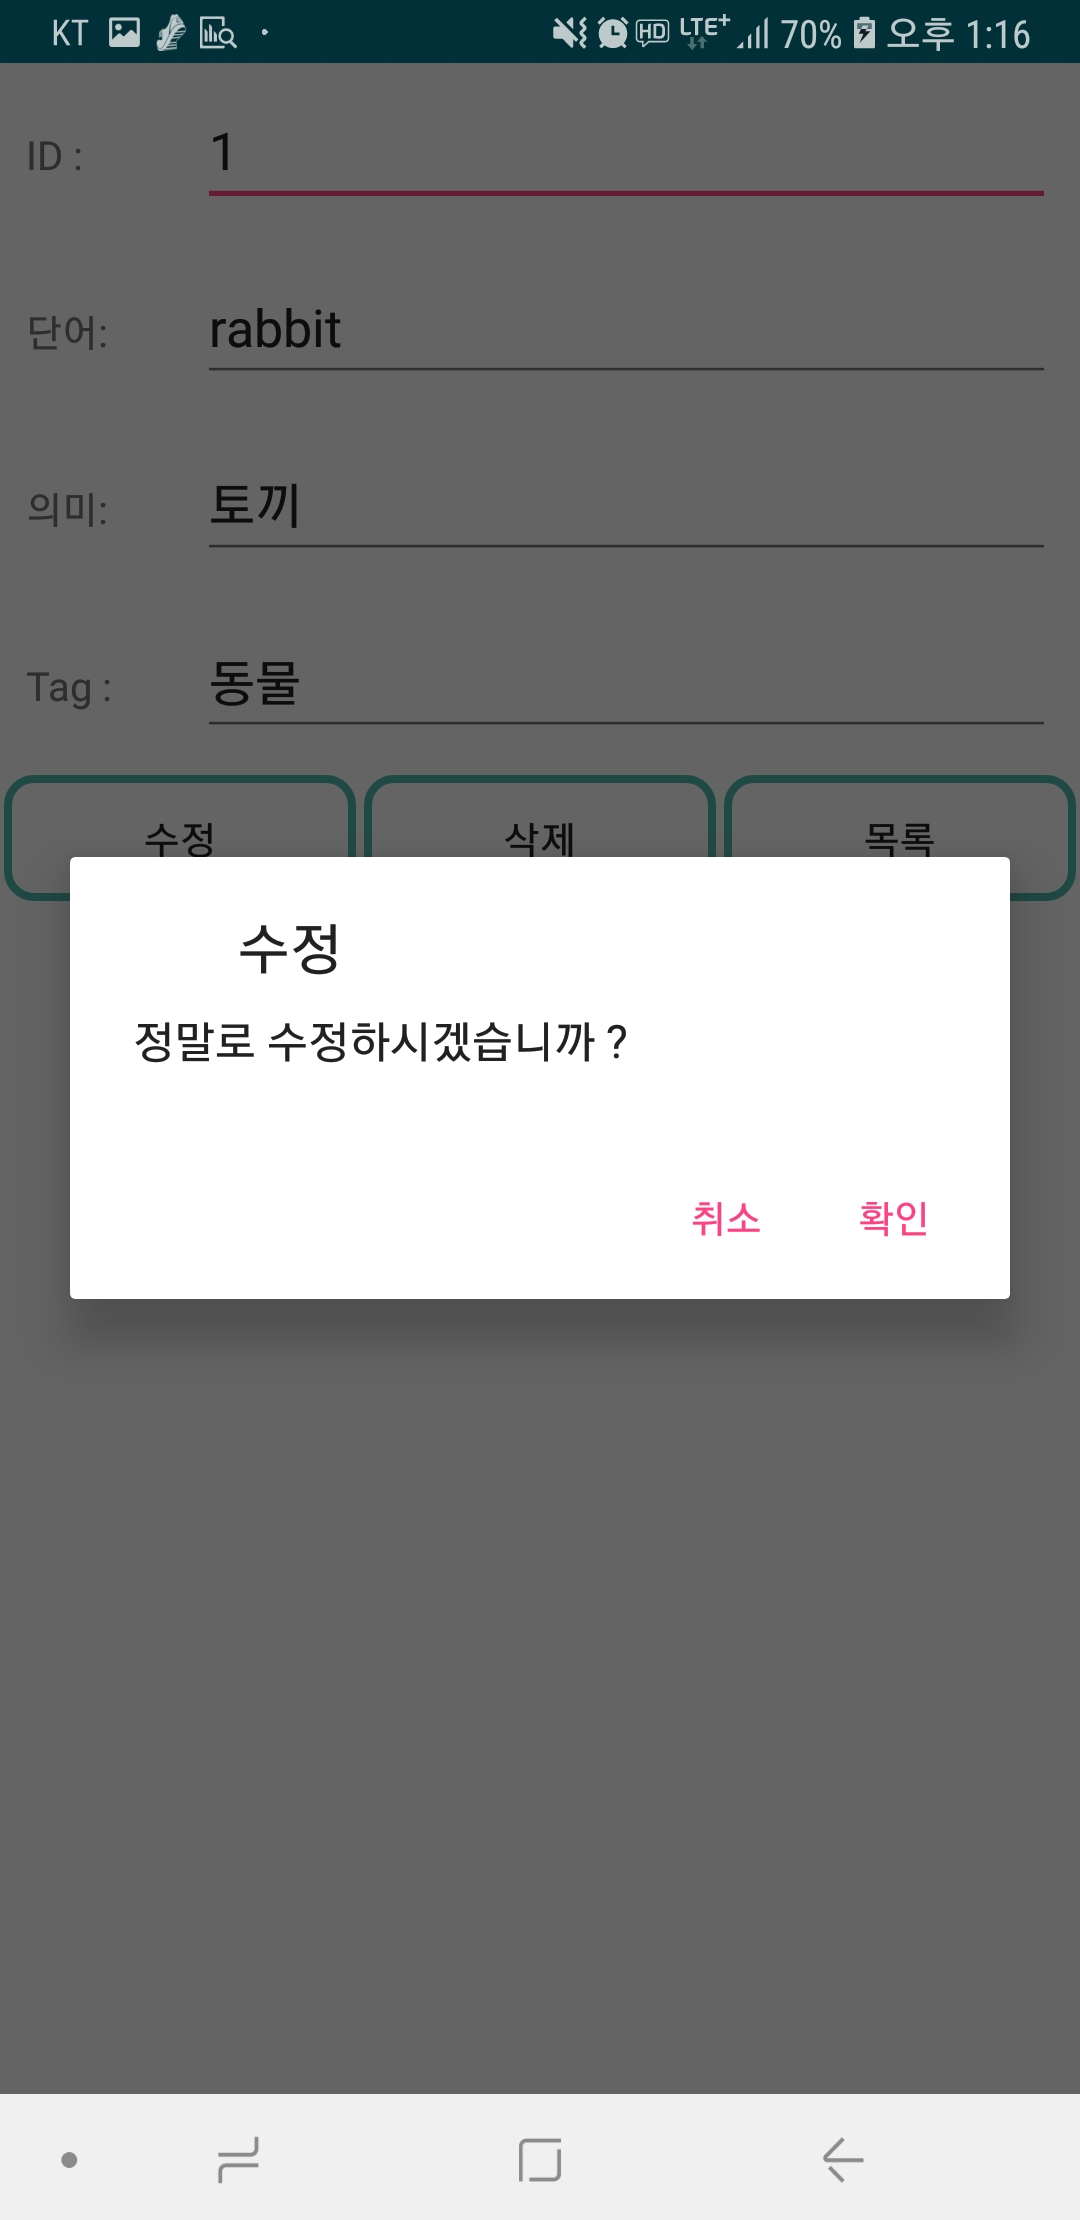 KT HD LTE+ 70% 오후 1:16
ID : 1
단어: rabbit
의미: 토끼
Tag : 동물
수정 삭제 목록
수정
정말로 수정하시겠습니까 ?
취소 확인